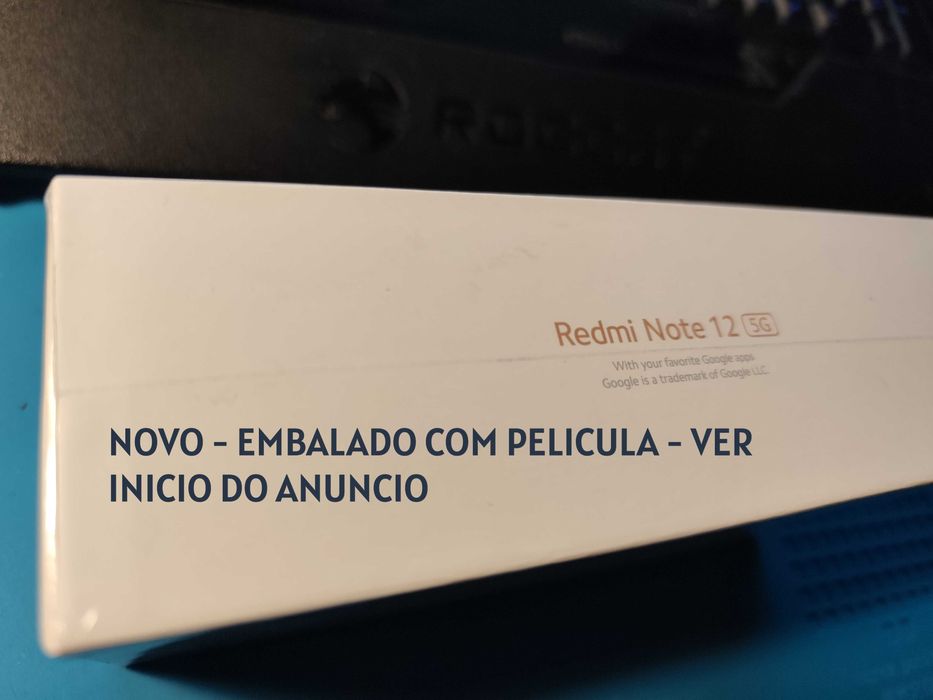 Redmi Note 12 5G
With your favorite Google apps
Google is a trademark of Google LLC.
NOVO - EMBALADO COM PELICULA - VER
INICIO DO ANUNCIO